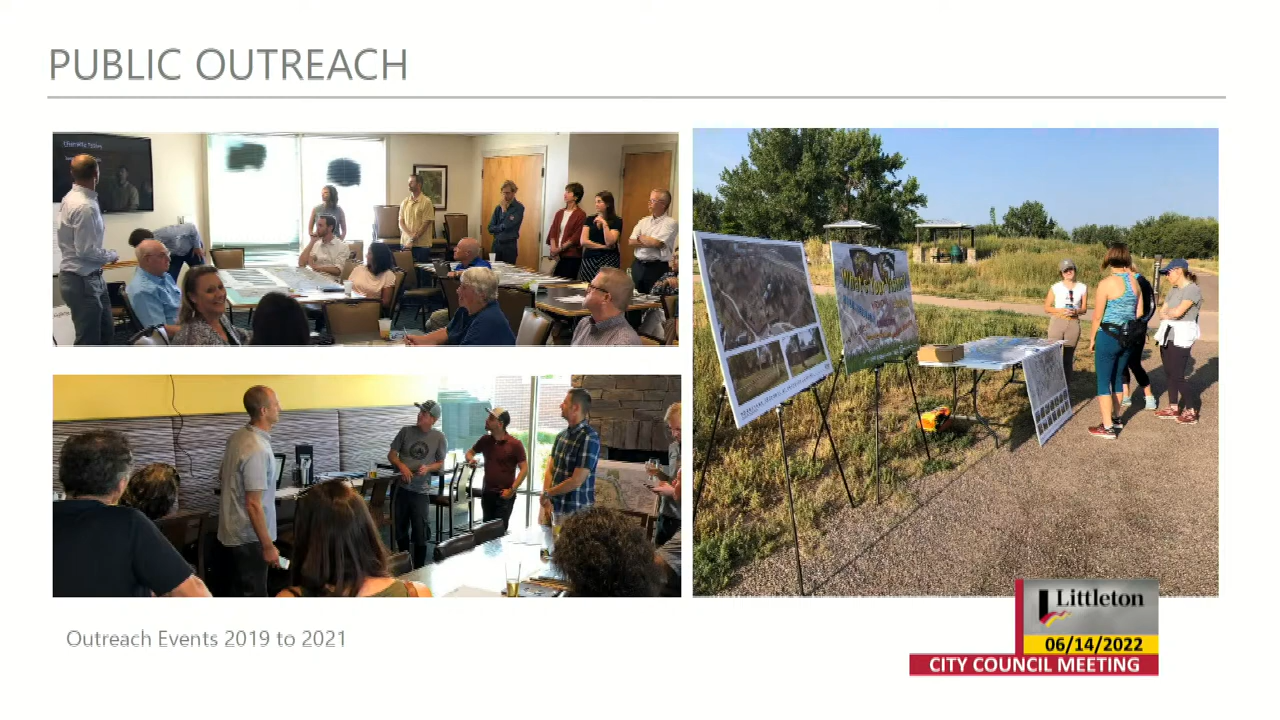 PUBLIC OUTREACH
Outreach Events 2019 to 2021
Littleton
06/14/2022
CITY COUNCIL MEETING